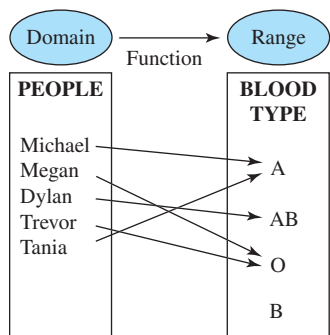 Domain
Range
Function
PEOPLE
BLOOD
TYPE
Michael
Megan
Dylan
Trevor
Tania
A
AB
O
B